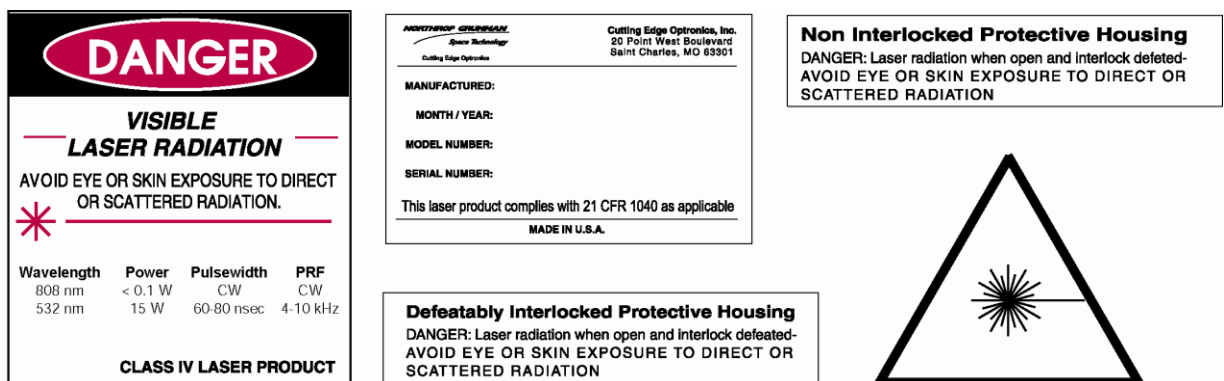 DANGER
VISIBLE
LASER RADIATION
AVOID EYE OR SKIN EXPOSURE TO DIRECT
OR SCATTERED RADIATION.
Wavelength Power Pulsewidth PRF
808 nm < 0.1 W CW CW
532 nm 15 W 60-80 nsec 4-10 kHz
CLASS IV LASER PRODUCT
NORTHROP GRUMMAN
Space Technology
Cutting Edge Optronics
Cutting Edge Optronics, Inc.
20 Point West Boulevard
Saint Charles, MO 63301
MANUFACTURED:
MONTH / YEAR:
MODEL NUMBER:
SERIAL NUMBER:
This laser product complies with 21 CFR 1040 as applicable
MADE IN U.S.A.
Defeatably Interlocked Protective Housing
DANGER: Laser radiation when open and interlock defeated-
AVOID EYE OR SKIN EXPOSURE TO DIRECT OR
SCATTERED RADIATION
Non Interlocked Protective Housing
DANGER: Laser radiation when open and interlock defeted-
AVOID EYE OR SKIN EXPOSURE TO DIRECT OR
SCATTERED RADIATION